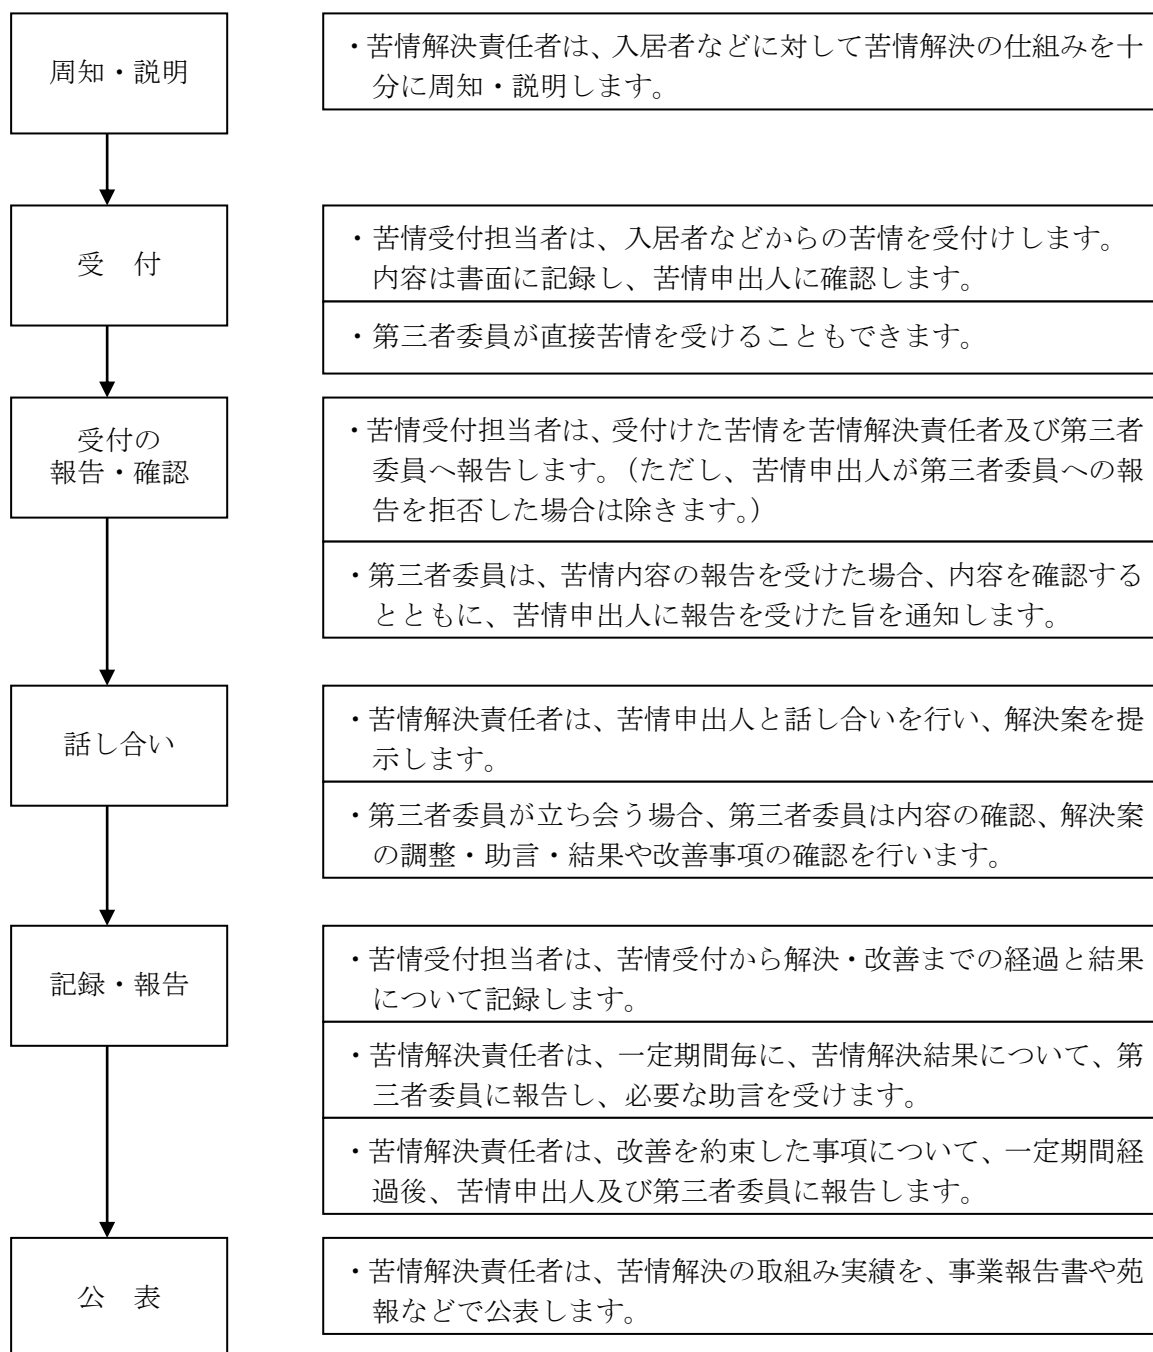 周知・説明
・苦情解決責任者は、入居者などに対して苦情解決の仕組みを十
分に周知・説明します。
受　付
・苦情受付担当者は、入居者などからの苦情を受付けします。
内容は書面に記録し、苦情申出人に確認します。
・第三者委員が直接苦情を受けることもできます。
受付の
報告・確認
・苦情受付担当者は、受付けた苦情を苦情解決責任者及び第三者
委員へ報告します。（ただし、苦情申出人が第三者委員への報
告を拒否した場合は除きます。）
・第三者委員は、苦情内容の報告を受けた場合、内容を確認する
とともに、苦情申出人に報告を受けた旨を通知します。
話し合い
・苦情解決責任者は、苦情申出人と話し合いを行い、解決案を提
示します。
・第三者委員が立ち会う場合、第三者委員は内容の確認、解決案
の調整・助言・結果や改善事項の確認を行います。
記録・報告
・苦情受付担当者は、苦情受付から解決・改善までの経過と結果
について記録します。
・苦情解決責任者は、一定期間毎に、苦情解決結果について、第
三者委員に報告し、必要な助言を受けます。
・苦情解決責任者は、改善を約束した事項について、一定期間経
過後、苦情申出人及び第三者委員に報告します。
公　表
・苦情解決責任者は、苦情解決の取組み実績を、事業報告書や苑
報などで公表します。